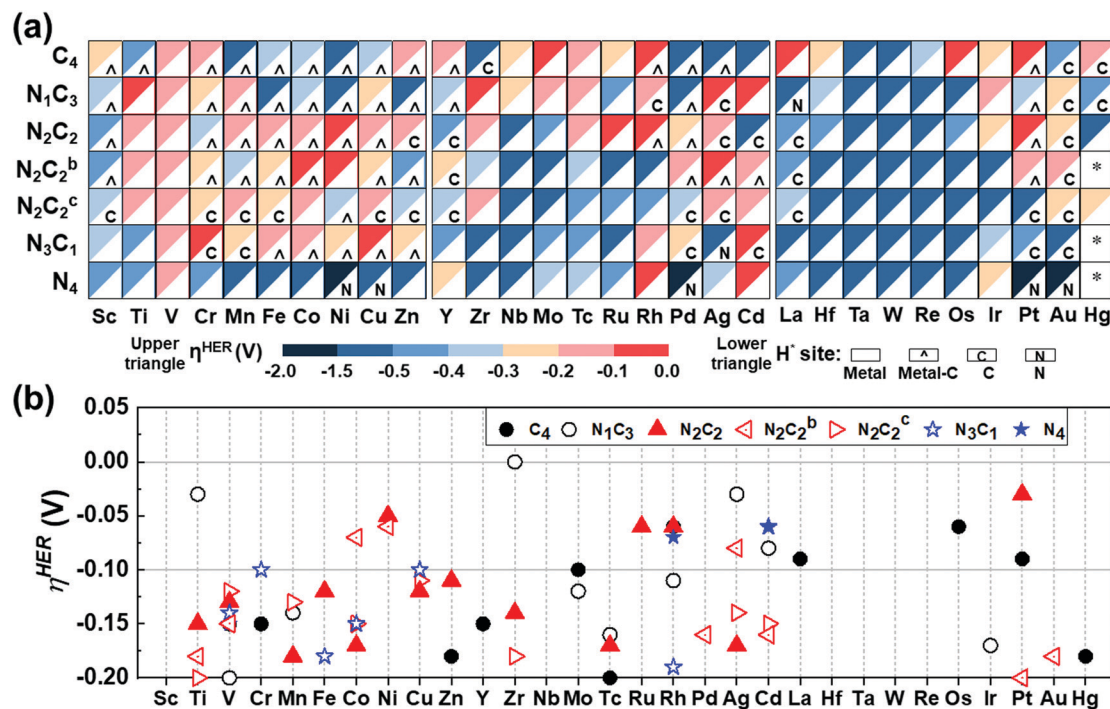 (a)
C₄ ^ ^ ^ ^ ^ ^ ^ ^ ^ ^ C ^ ^ ^ ^ ^ C C
N₁C₃ ^ ^ ^ ^ ^ ^ ^ ^ ^ C ^ C N ^ C C
N₂C₂ ^ ^ ^ ^ ^ ^ ^ C C ^ ^ C C C ^ C
N₂C₂ᵇ ^ ^ ^ ^ ^ ^ ^ C ^ ^ ^ C ^ C *
N₂C₂ᶜ C C C C ^ C C C C C C C C C
N₃C₁ C C ^ ^ ^ C ^ C N C C C *
N₄ N N N N N *
Sc Ti V Cr Mn Fe Co Ni Cu Zn Y Zr Nb Mo Tc Ru Rh Pd Ag Cd La Hf Ta W Re Os Ir Pt Au Hg
Upper triangle η^HER (V)
-2.0 -1.5 -0.5 -0.4 -0.3 -0.2 -0.1 0.0
Lower triangle H* site:
^ C N
Metal Metal-C C N
(b)
C₄ N₁C₃ N₂C₂ N₂C₂ᵇ N₂C₂ᶜ N₃C₁ N₄
η^HER (V)
0.05
0.00
-0.05
-0.10
-0.15
-0.20
Sc Ti V Cr Mn Fe Co Ni Cu Zn Y Zr Nb Mo Tc Ru Rh Pd Ag Cd La Hf Ta W Re Os Ir Pt Au Hg